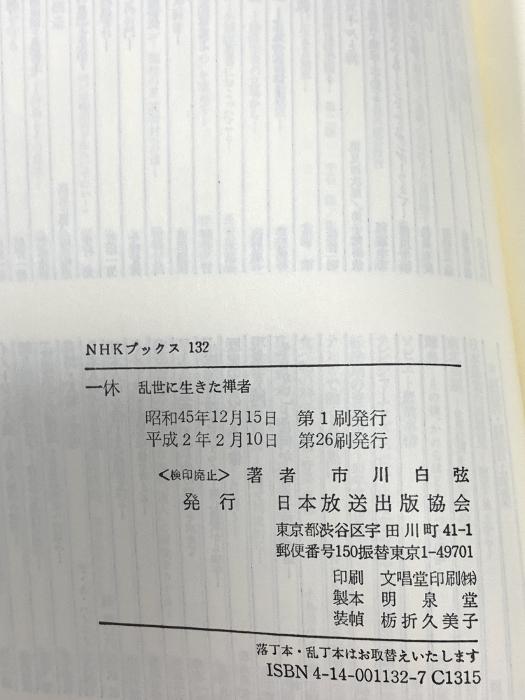 NHKブックス 132
一休 乱世に生きた禅者
昭和45年12月15日 第1刷発行
平成2年2月10日 第26刷発行
<検印廃止> 著者 市川白弦
発行 日本放送出版協会
東京都渋谷区宇田川町41-1
郵便番号150振替東京1-49701
印刷 文唱堂印刷㈱
製本 明泉堂
装幀 栃折久美子
落丁本・乱丁本はお取替えいたします
ISBN4-14-001132-7 C1315